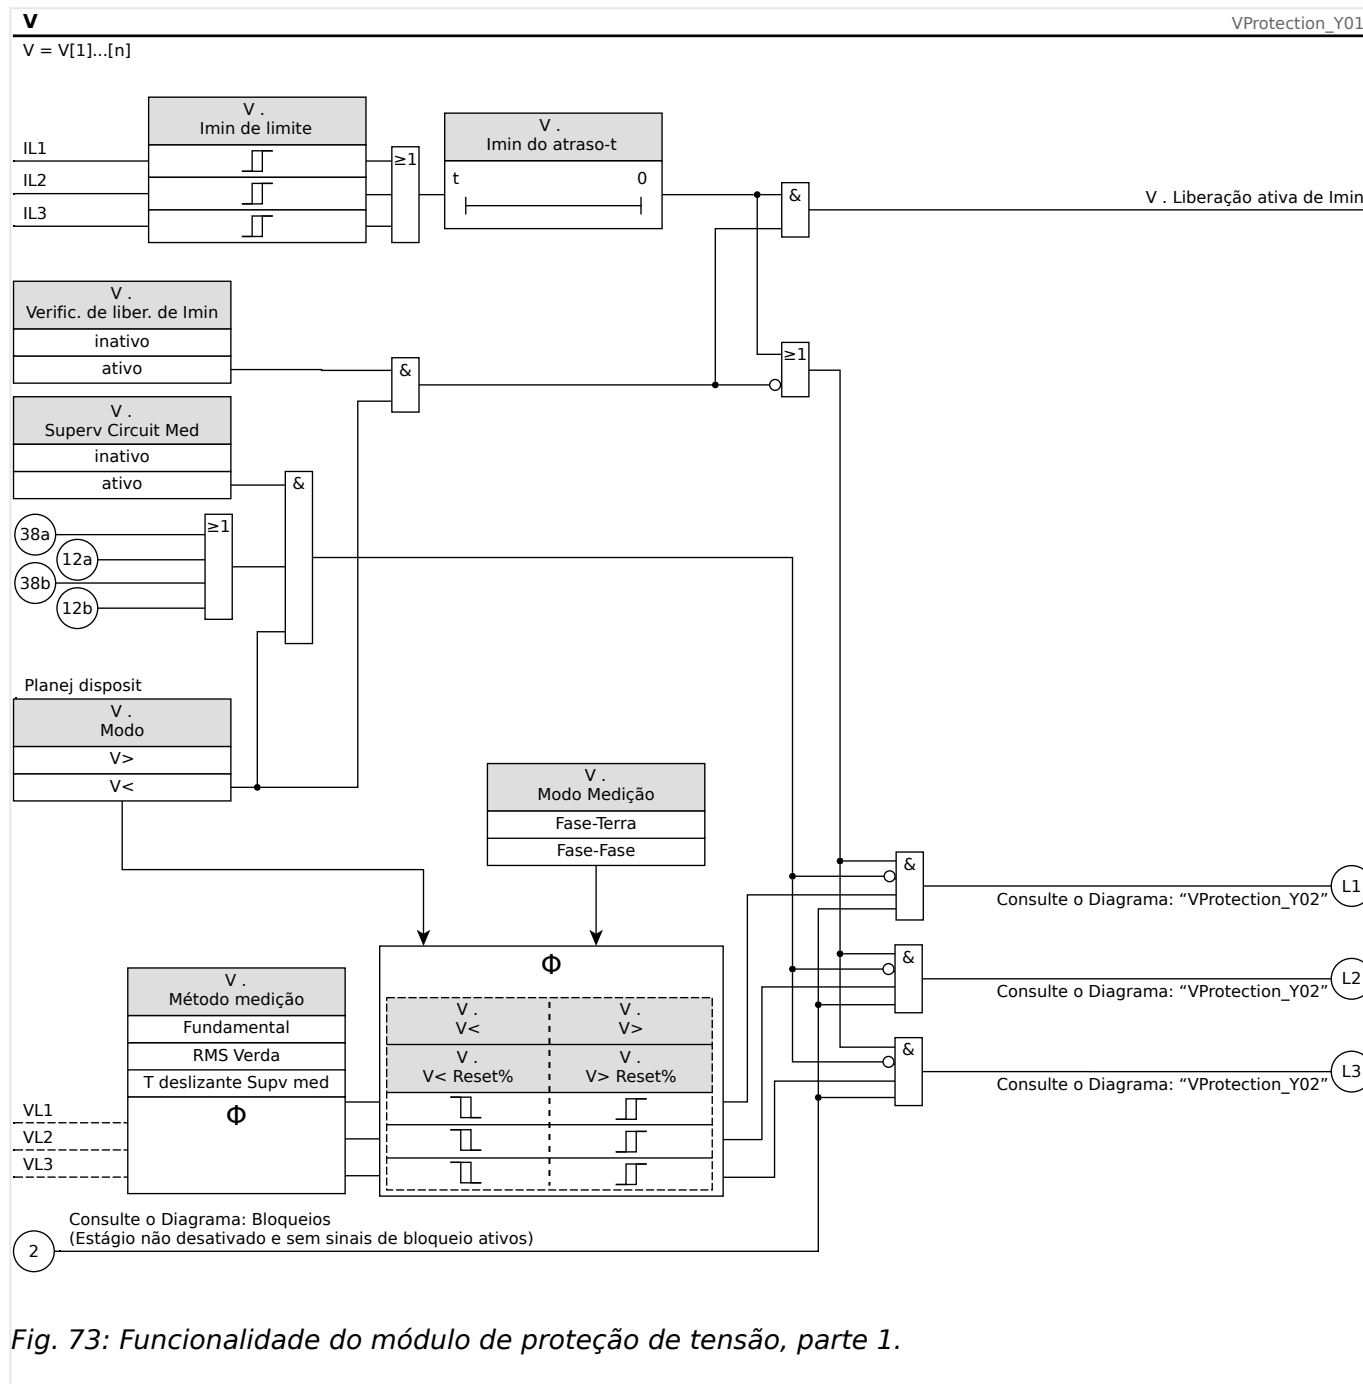 V
VProtection_Y01
V = V[1]...[n]
V .
Imin de limite
IL1
IL2
IL3
≥1
V .
Imin do atraso-t
t 0
&
V . Liberação ativa de Imin
V .
Verific. de liber. de Imin
inativo
ativo
&
≥1
V .
Superv Circuit Med
inativo
ativo
&
38a
12a
38b
12b
≥1
Planej disposit
V .
Modo
V>
V<
V .
Modo Medição
Fase-Terra
Fase-Fase
&
L1
Consulte o Diagrama: “VProtection_Y02”
&
L2
Consulte o Diagrama: “VProtection_Y02”
&
L3
Consulte o Diagrama: “VProtection_Y02”
V .
Método medição
Fundamental
RMS Verda
T deslizante Supv med
Φ
VL1
VL2
VL3
Φ
V .
V<
V .
V>
V .
V< Reset%
V .
V> Reset%
2
Consulte o Diagrama: Bloqueios
(Estágio não desativado e sem sinais de bloqueio ativos)
Fig. 73: Funcionalidade do módulo de proteção de tensão, parte 1.